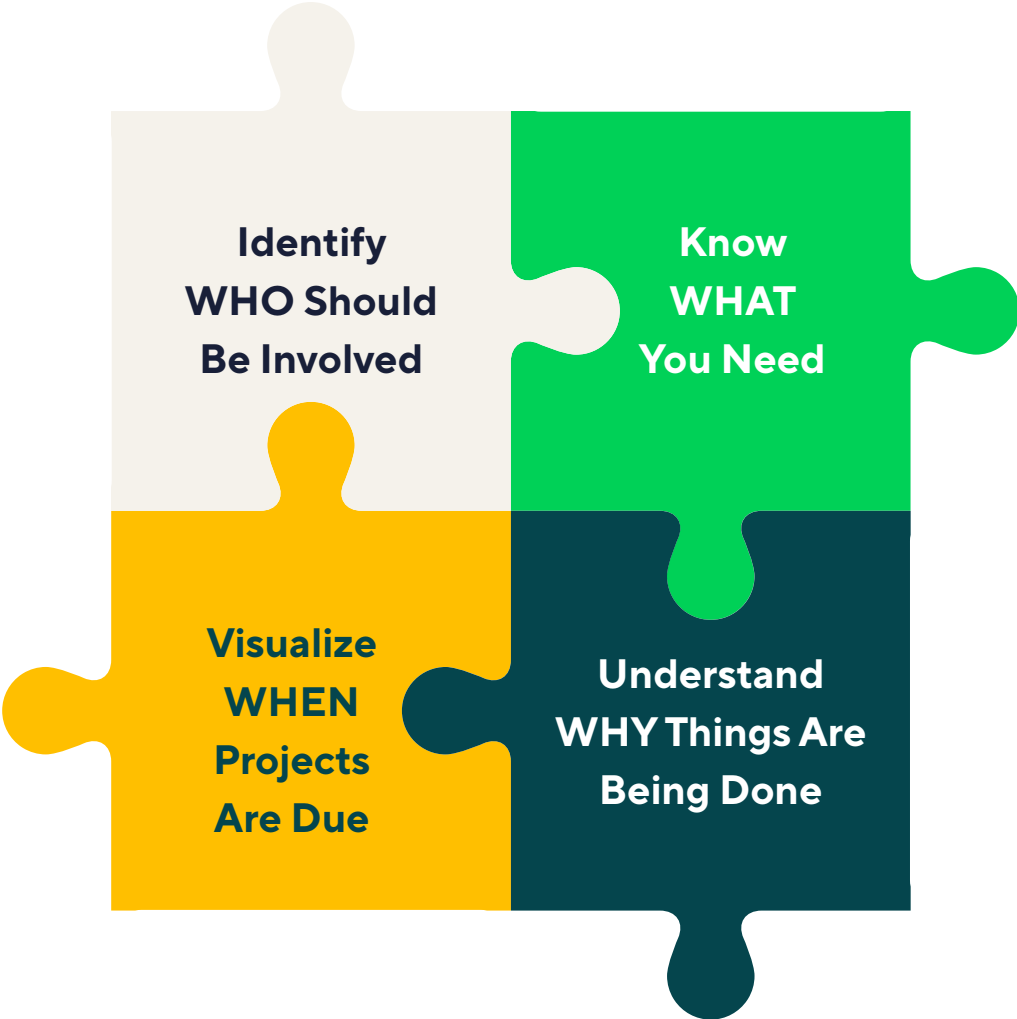 Identify
WHO Should
Be Involved
Know
WHAT
You Need
Visualize
WHEN
Projects
Are Due
Understand
WHY Things Are
Being Done